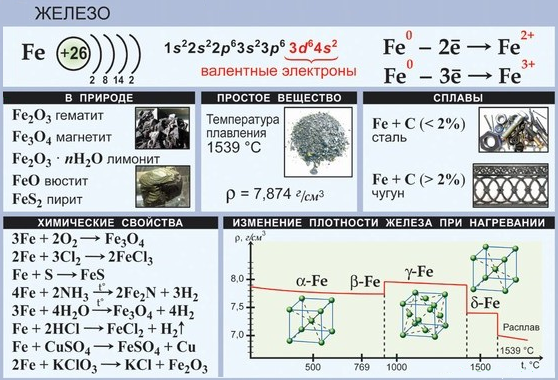 ЖЕЛЕЗО
Fe +26 2 8 14 2
1s²2s²2p⁶3s²3p⁶ 3d⁶4s²
валентные электроны
Fe⁰ − 2ē → Fe²⁺
Fe⁰ − 3ē → Fe³⁺
В ПРИРОДЕ
Fe₂O₃ гематит
Fe₃O₄ магнетит
Fe₂O₃ · nH₂O лимонит
FeO вюстит
FeS₂ пирит
ПРОСТОЕ ВЕЩЕСТВО
Температура
плавления
1539 °C
ρ = 7,874 г/см³
СПЛАВЫ
Fe + C (< 2%)
сталь
Fe + C (> 2%)
чугун
ХИМИЧЕСКИЕ СВОЙСТВА
3Fe + 2O₂ → Fe₃O₄
2Fe + 3Cl₂ → 2FeCl₃
Fe + S → FeS
4Fe + 2NH₃ →t° 2Fe₂N + 3H₂
3Fe + 4H₂O →t° Fe₃O₄ + 4H₂
Fe + 2HCl → FeCl₂ + H₂↑
Fe + CuSO₄ → FeSO₄ + Cu
2Fe + KClO₃ → KCl + Fe₂O₃
ИЗМЕНЕНИЕ ПЛОТНОСТИ ЖЕЛЕЗА ПРИ НАГРЕВАНИИ
ρ, г/см³
8,0
7,5
7,0
α-Fe
β-Fe
γ-Fe
δ-Fe
Расплав
1539 °C
500 769 1000 1500 t, °C